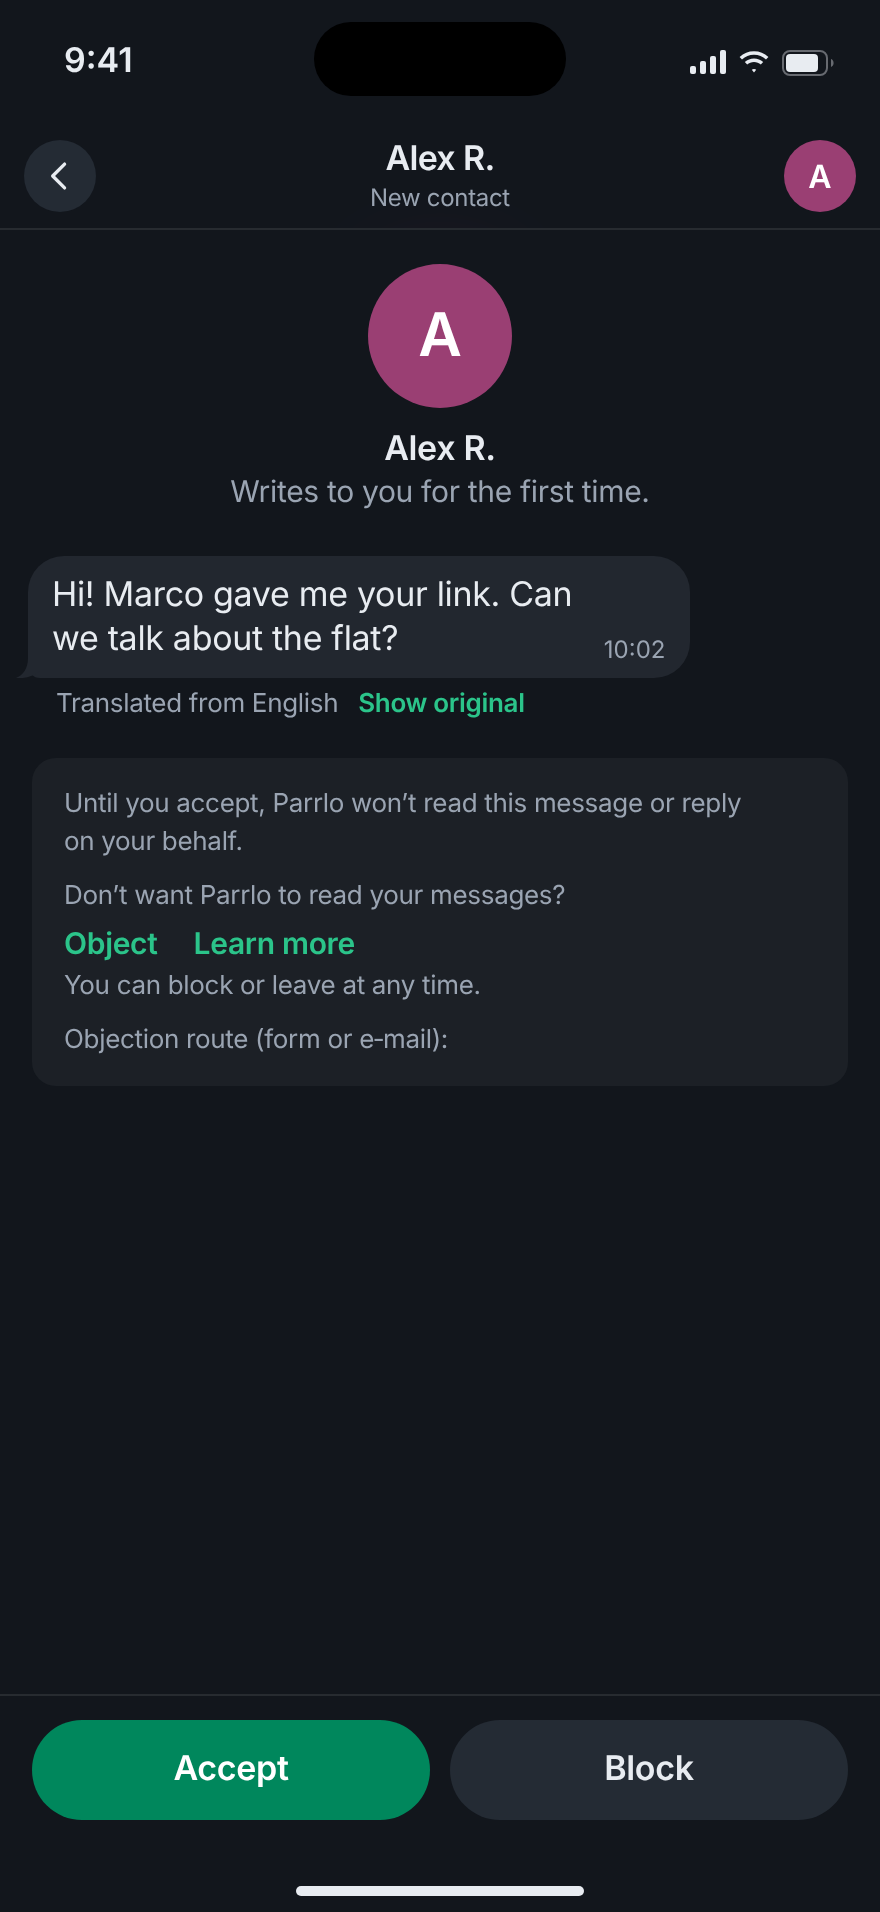 9:41
Alex R.
New contact
A
A
Alex R.
Writes to you for the first time.
Hi! Marco gave me your link. Can
we talk about the flat?
10:02
Translated from English Show original
Until you accept, Parrlo won’t read this message or reply
on your behalf.
Don’t want Parrlo to read your messages?
Object Learn more
You can block or leave at any time.
Objection route (form or e-mail):
Accept Block